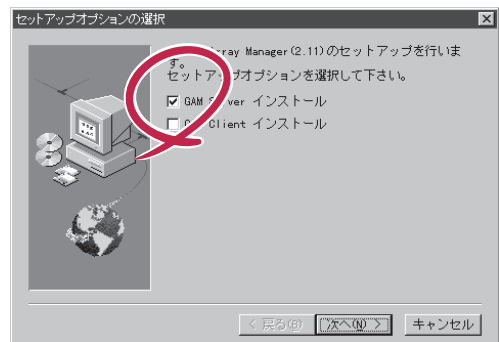 セットアップオプションの選択
Array Manager(2.11)のセットアップを行いま
す。
セットアップオプションを選択して下さい。
GAM Server インストール
Client インストール
< 戻る(B)
次へ(N) >
キャンセル